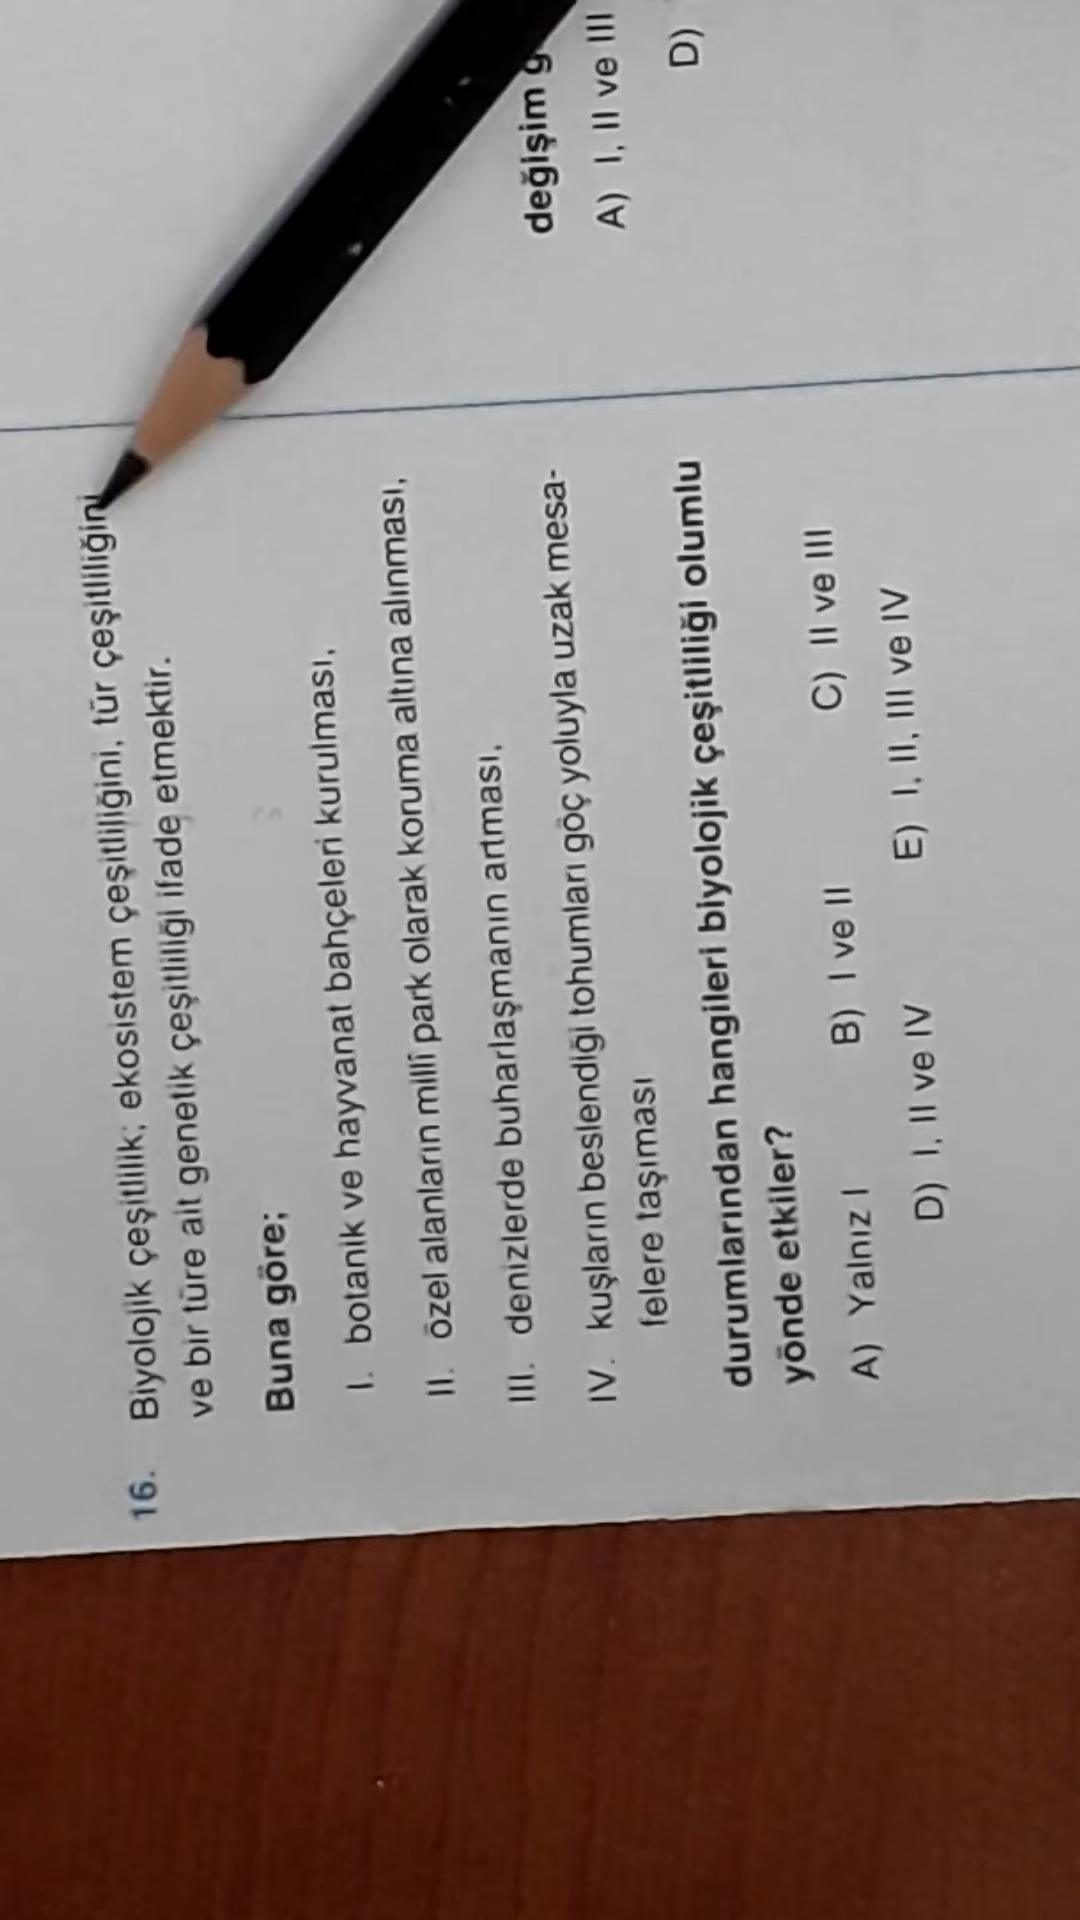 16. Biyolojik çeşitlilik; ekosistem çeşitliliğini, tür çeşitliliğini
ve bir türe ait genetik çeşitliliği ifade etmektir.
Buna göre;
I. botanik ve hayvanat bahçeleri kurulması,
II. özel alanların millî park olarak koruma altına alınması,
III. denizlerde buharlaşmanın artması,
IV. kuşların beslendiği tohumları göç yoluyla uzak mesa-
felere taşıması
durumlarından hangileri biyolojik çeşitliliği olumlu
yönde etkiler?
A) Yalnız I B) I ve II C) II ve III
D) I, II ve IV E) I, II, III ve IV
değişim
A) I, II ve III
D)